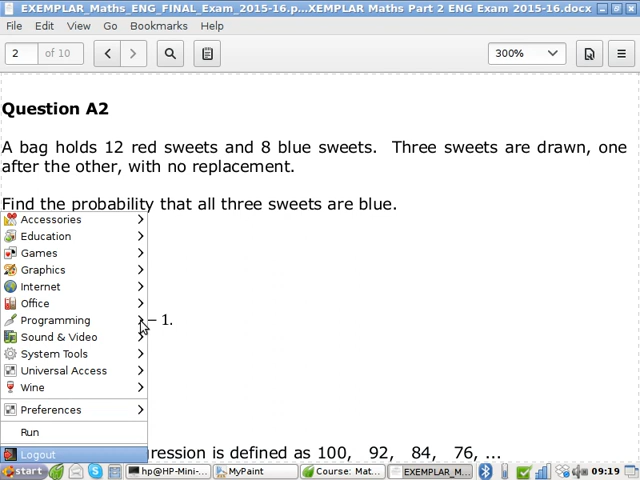 EXEMPLAR_Maths_ENG_FINAL_Exam_2015-16.p...XEMPLAR Maths Part 2 ENG Exam 2015-16.docx
File Edit View Go Bookmarks Help
2 of 10 300%
Question A2
A bag holds 12 red sweets and 8 blue sweets. Three sweets are drawn, one
after the other, with no replacement.
Find the probability that all three sweets are blue.
Accessories
Education
Games
Graphics
Internet
Office
Programming
− 1.
Sound & Video
System Tools
Universal Access
Wine
Preferences
Run
Logout
ression is defined as 100, 92, 84, 76, ...
start hp@HP-Mini-... MyPaint Course: Mat... EXEMPLAR_M... 09:19